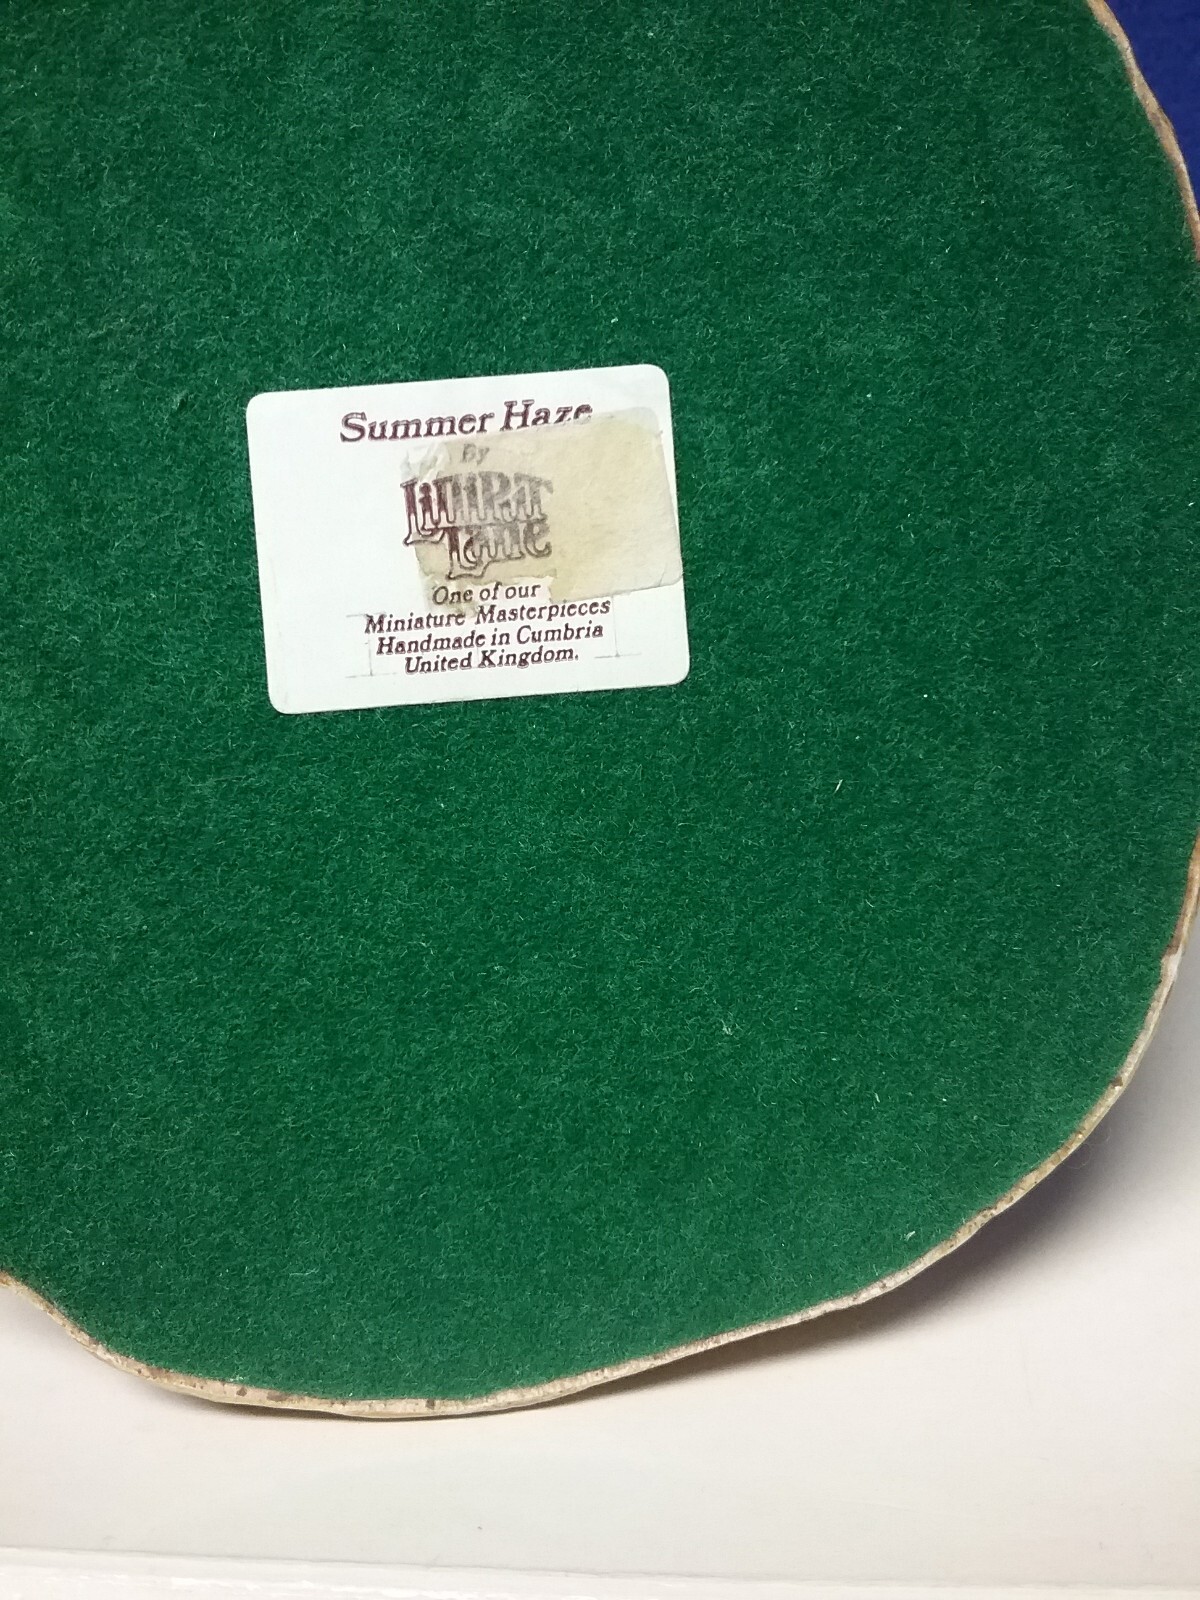 Summer Haze
By
Lilliput
Lane
One of our
Miniature Masterpieces
Handmade in Cumbria
United Kingdom.